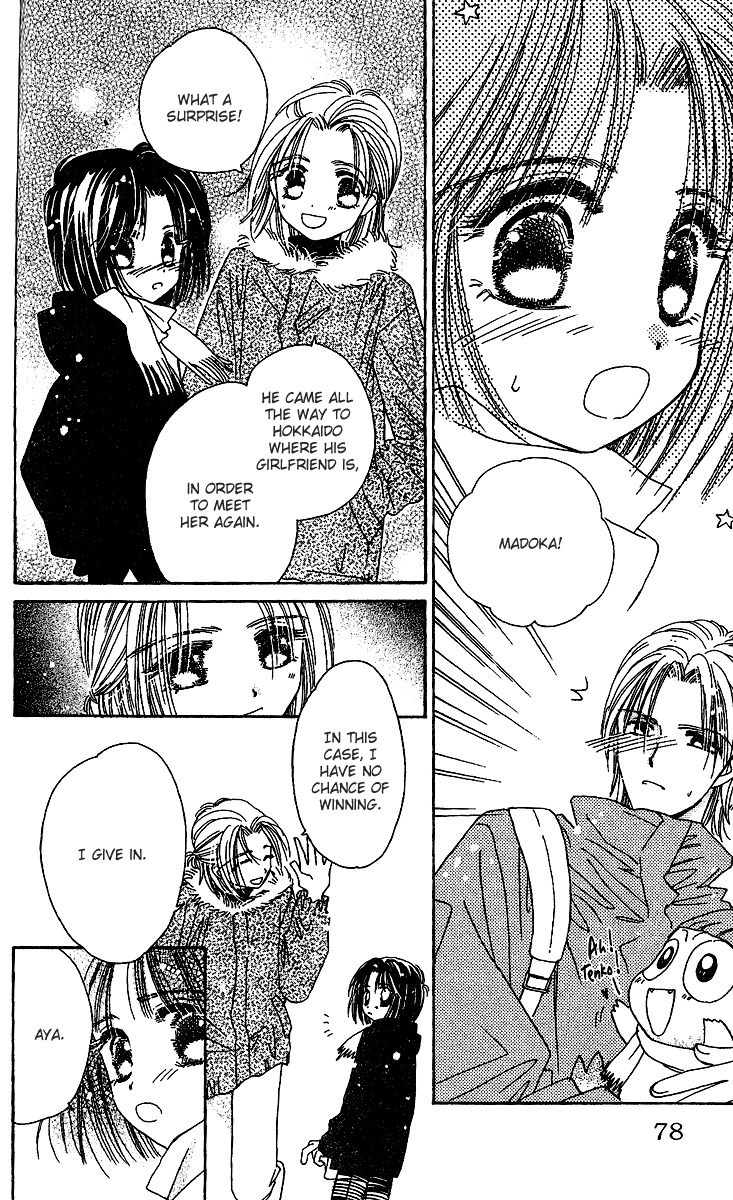 MADOKA!
Ah!
Tenko!
WHAT A
SURPRISE!
HE CAME ALL
THE WAY TO
HOKKAIDO
WHERE HIS
GIRLFRIEND IS,
IN ORDER
TO MEET
HER AGAIN.
IN THIS
CASE, I
HAVE NO
CHANCE OF
WINNING.
I GIVE IN.
AYA.
78